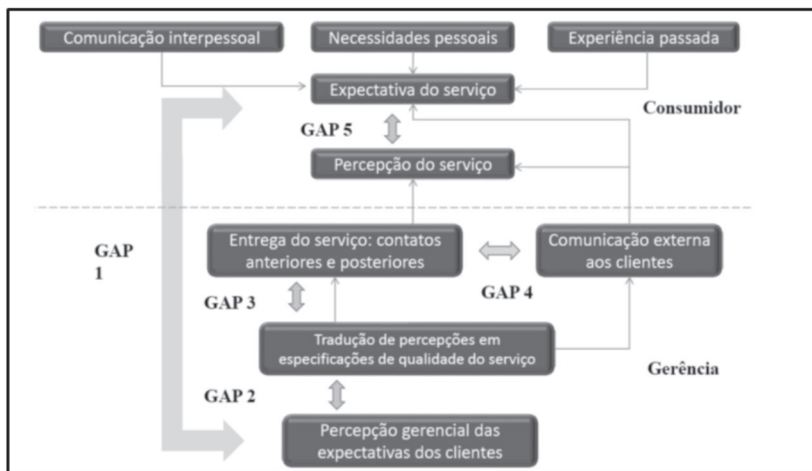 Comunicação interpessoal
Necessidades pessoais
Experiência passada
Expectativa do serviço
Consumidor
GAP 5
Percepção do serviço
GAP
1
Entrega do serviço: contatos
anteriores e posteriores
Comunicação externa
aos clientes
GAP 4
GAP 3
Tradução de percepções em
especificações de qualidade do serviço
Gerência
GAP 2
Percepção gerencial das
expectativas dos clientes